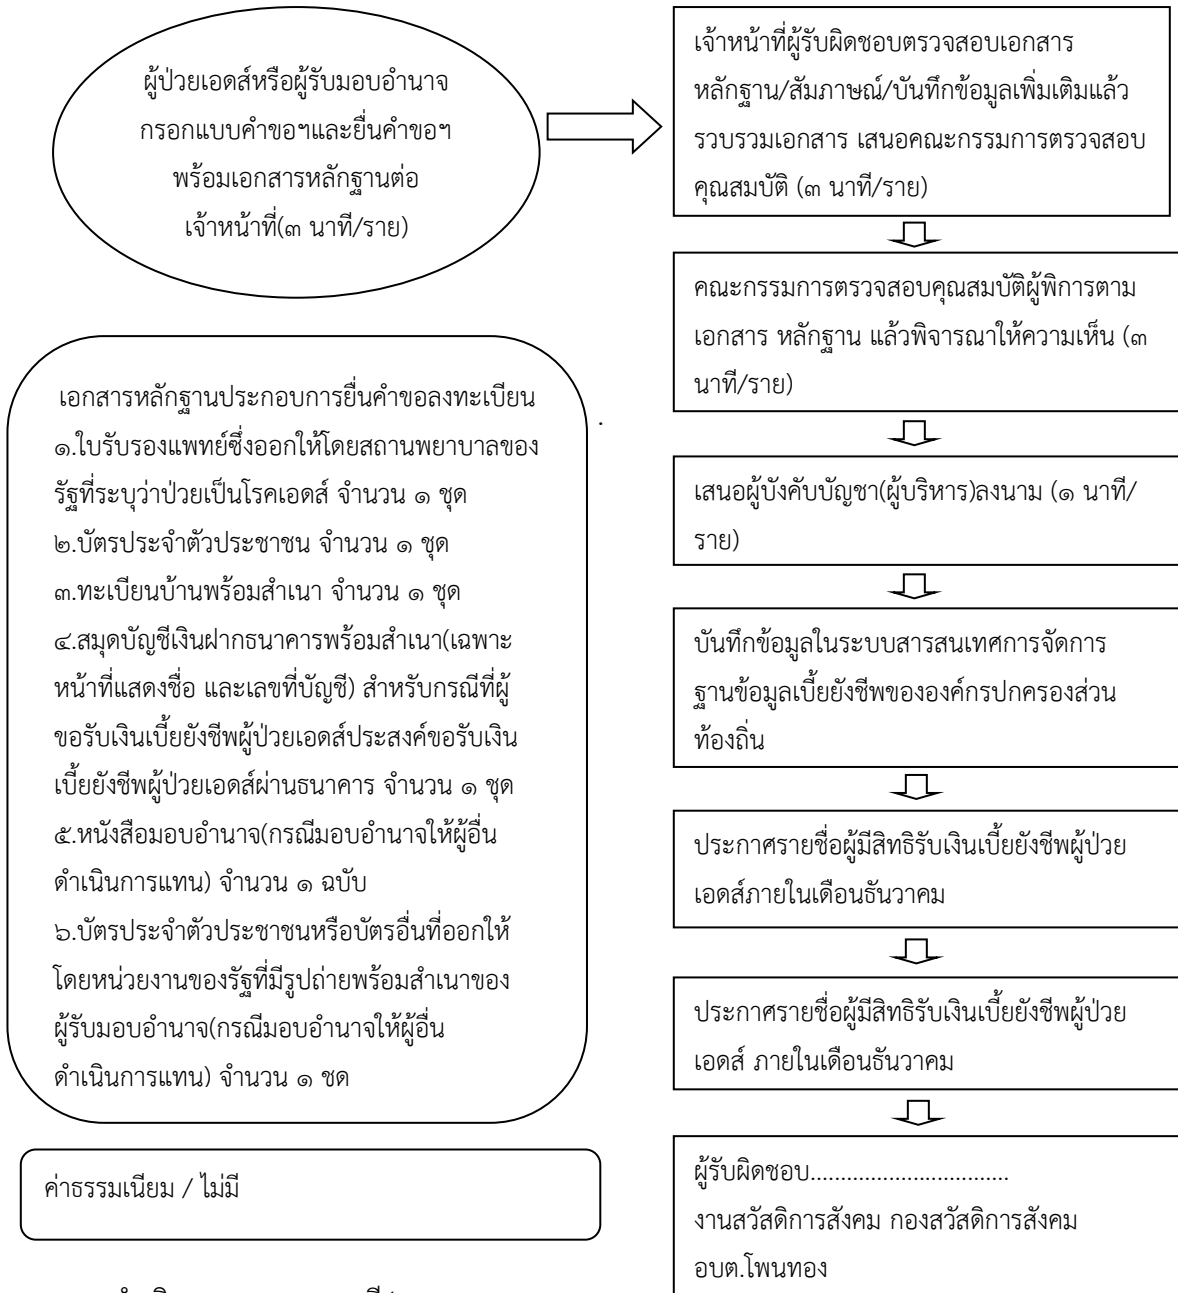 ผู้ป่วยเอดส์หรือผู้รับมอบอำนาจ
กรอกแบบคำขอฯและยื่นคำขอฯ
พร้อมเอกสารหลักฐานต่อ
เจ้าหน้าที่(๓ นาที/ราย)
เจ้าหน้าที่ผู้รับผิดชอบตรวจสอบเอกสาร
หลักฐาน/สัมภาษณ์/บันทึกข้อมูลเพิ่มเติมแล้ว
รวบรวมเอกสาร เสนอคณะกรรมการตรวจสอบ
คุณสมบัติ (๓ นาที/ราย)
คณะกรรมการตรวจสอบคุณสมบัติผู้พิการตาม
เอกสาร หลักฐาน แล้วพิจารณาให้ความเห็น (๓
นาที/ราย)
เสนอผู้บังคับบัญชา(ผู้บริหาร)ลงนาม (๑ นาที/
ราย)
บันทึกข้อมูลในระบบสารสนเทศการจัดการ
ฐานข้อมูลเบี้ยยังชีพขององค์กรปกครองส่วน
ท้องถิ่น
ประกาศรายชื่อผู้มีสิทธิรับเงินเบี้ยยังชีพผู้ป่วย
เอดส์ภายในเดือนธันวาคม
ประกาศรายชื่อผู้มีสิทธิรับเงินเบี้ยยังชีพผู้ป่วย
เอดส์ ภายในเดือนธันวาคม
ผู้รับผิดชอบ.................................
งานสวัสดิการสังคม กองสวัสดิการสังคม
อบต.โพนทอง
เอกสารหลักฐานประกอบการยื่นคำขอลงทะเบียน
๑.ใบรับรองแพทย์ซึ่งออกให้โดยสถานพยาบาลของ
รัฐที่ระบุว่าป่วยเป็นโรคเอดส์ จำนวน ๑ ชุด
๒.บัตรประจำตัวประชาชน จำนวน ๑ ชุด
๓.ทะเบียนบ้านพร้อมสำเนา จำนวน ๑ ชุด
๔.สมุดบัญชีเงินฝากธนาคารพร้อมสำเนา(เฉพาะ
หน้าที่แสดงชื่อ และเลขที่บัญชี) สำหรับกรณีที่ผู้
ขอรับเงินเบี้ยยังชีพผู้ป่วยเอดส์ประสงค์ขอรับเงิน
เบี้ยยังชีพผู้ป่วยเอดส์ผ่านธนาคาร จำนวน ๑ ชุด
๕.หนังสือมอบอำนาจ(กรณีมอบอำนาจให้ผู้อื่น
ดำเนินการแทน) จำนวน ๑ ฉบับ
๖.บัตรประจำตัวประชาชนหรือบัตรอื่นที่ออกให้
โดยหน่วยงานของรัฐที่มีรูปถ่ายพร้อมสำเนาของ
ผู้รับมอบอำนาจ(กรณีมอบอำนาจให้ผู้อื่น
ดำเนินการแทน) จำนวน ๑ ชด
ค่าธรรมเนียม / ไม่มี